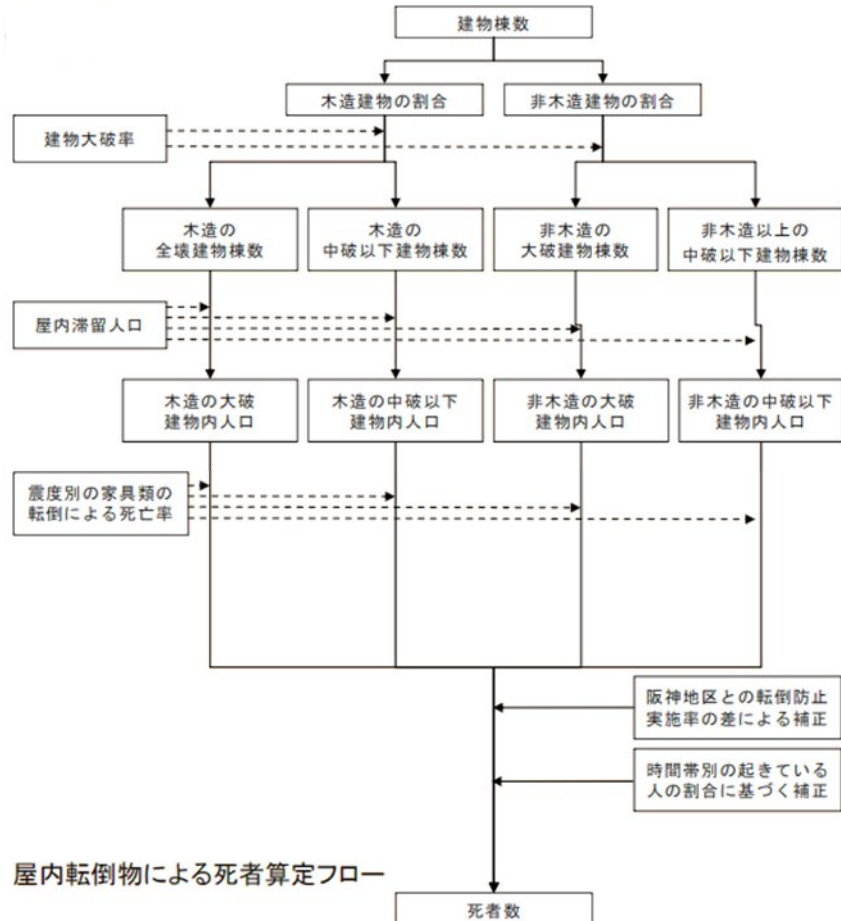 建物棟数
木造建物の割合
非木造建物の割合
建物大破率
木造の
全壊建物棟数
木造の
中破以下建物棟数
非木造の
大破建物棟数
非木造以上の
中破以下建物棟数
屋内滞留人口
木造の大破
建物内人口
木造の中破以下
建物内人口
非木造の大破
建物内人口
非木造の中破以下
建物内人口
震度別の家具類の
転倒による死亡率
阪神地区との転倒防止
実施率の差による補正
時間帯別の起きている
人の割合に基づく補正
屋内転倒物による死者算定フロー
死者数